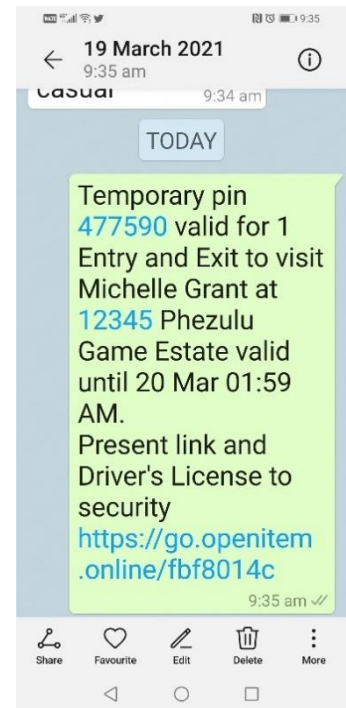 9:35
19 March 2021
9:35 am
casual
9:34 am
TODAY
Temporary pin
477590 valid for 1
Entry and Exit to visit
Michelle Grant at
12345 Phezulu
Game Estate valid
until 20 Mar 01:59
AM.
Present link and
Driver's License to
security
https://go.openitem
.online/fbf8014c
9:35 am
Share Favourite Edit Delete More